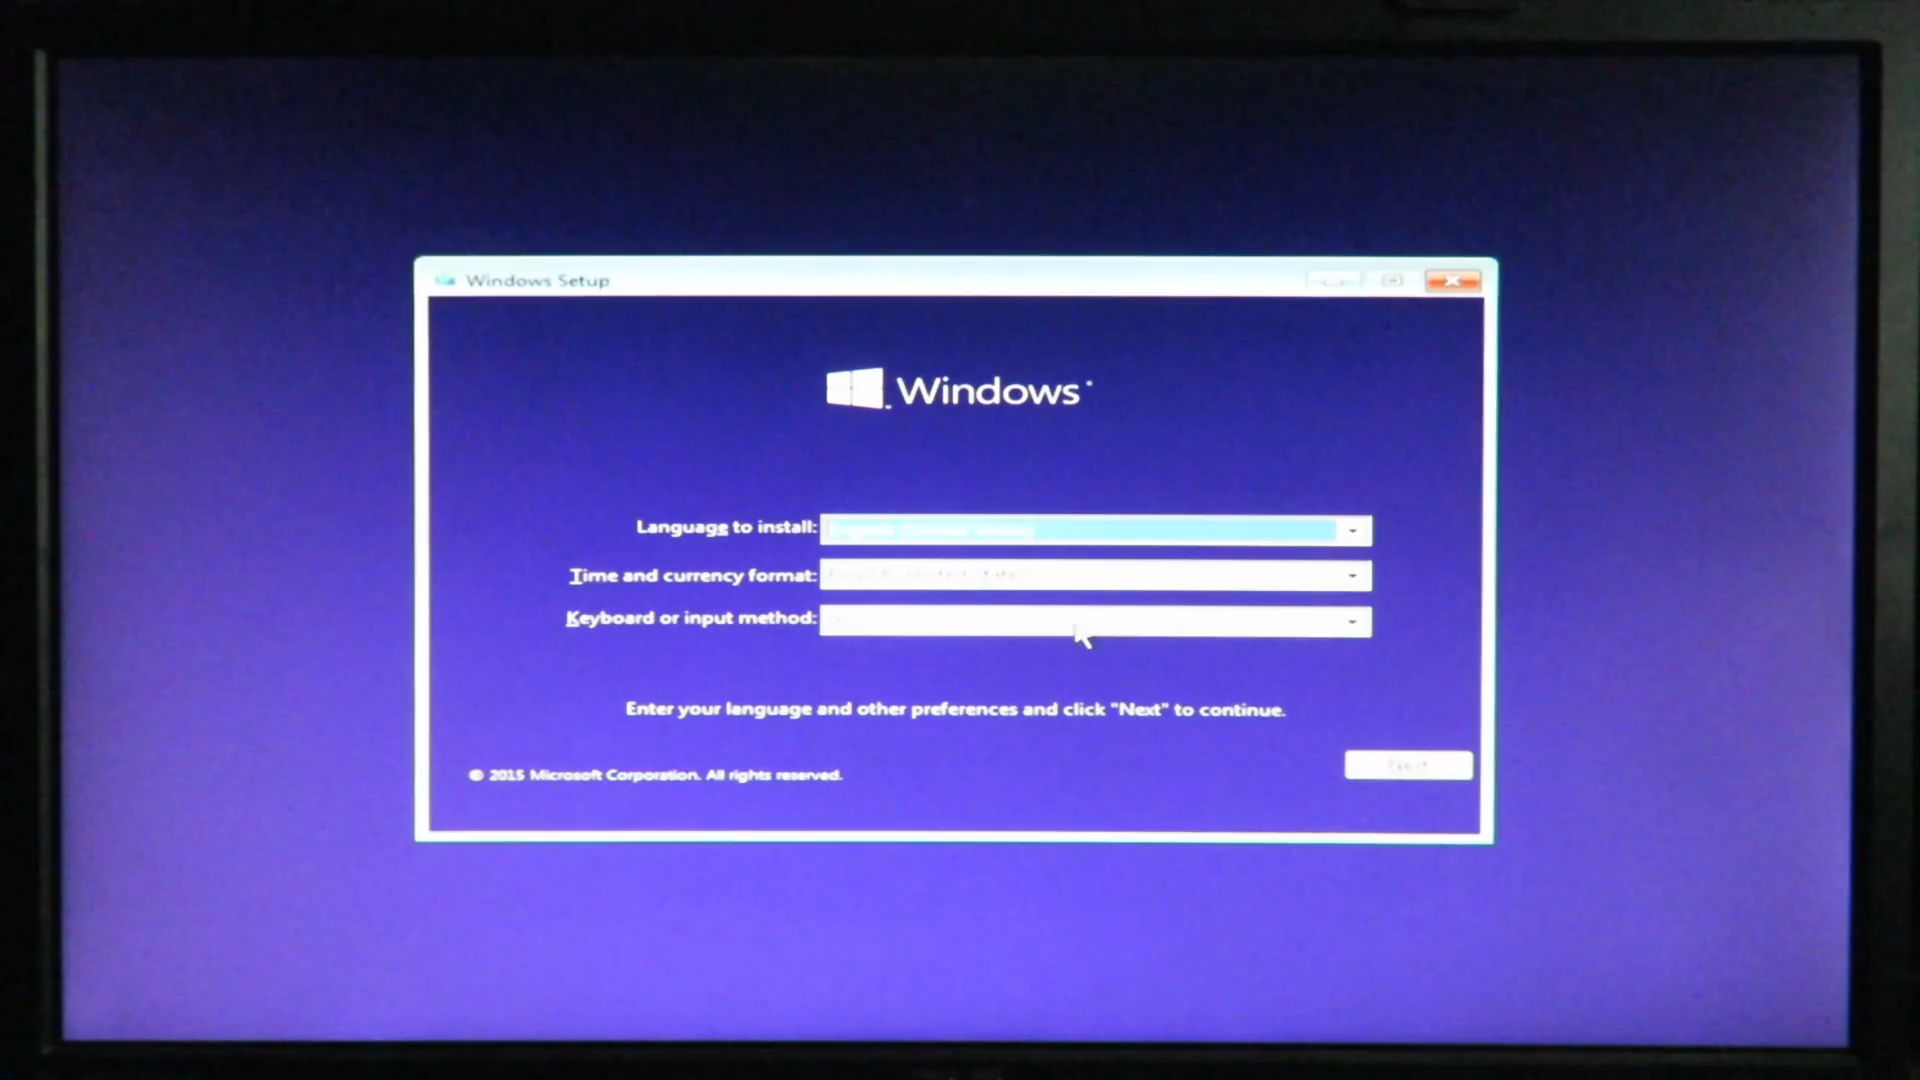 Windows Setup
Windows
Language to install:
Time and currency format:
Keyboard or input method:
Enter your language and other preferences and click "Next" to continue.
Next
© 2015 Microsoft Corporation. All rights reserved.